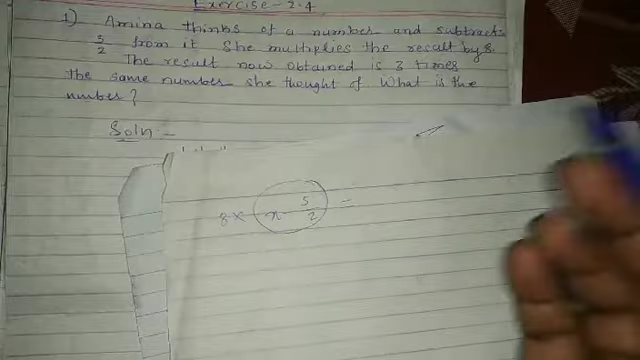 Exercise-2.4
1) Amina thinks of a number and subtracts
5/2 from it She multiplies the result by 8.
The result now obtained is 3 times
the same number she thought of What is the
number?
Soln -
8 × x 5/2 =